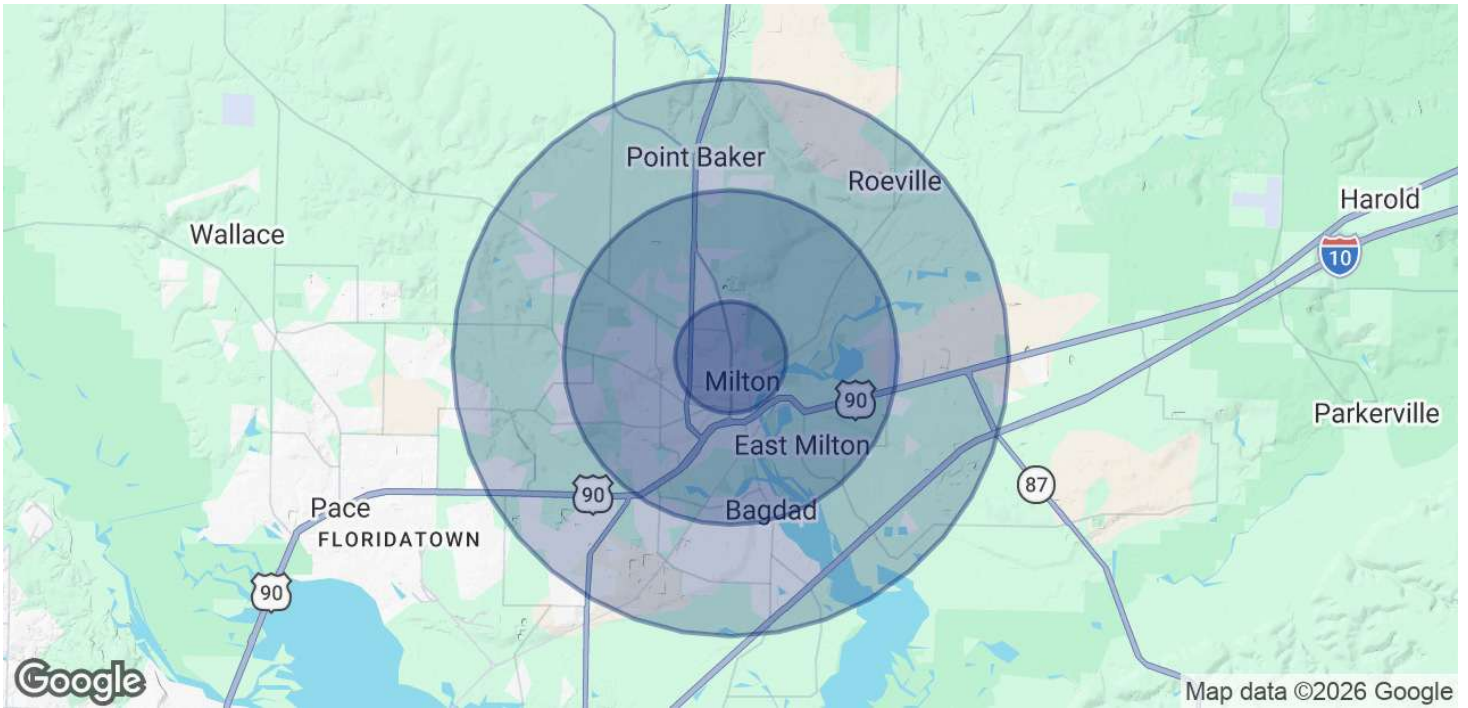 Point Baker
Roeville
Harold
Wallace
10
Milton
90
Parkerville
East Milton
87
90
Pace
Bagdad
FLORIDATOWN
90
Google
Map data ©2026 Google